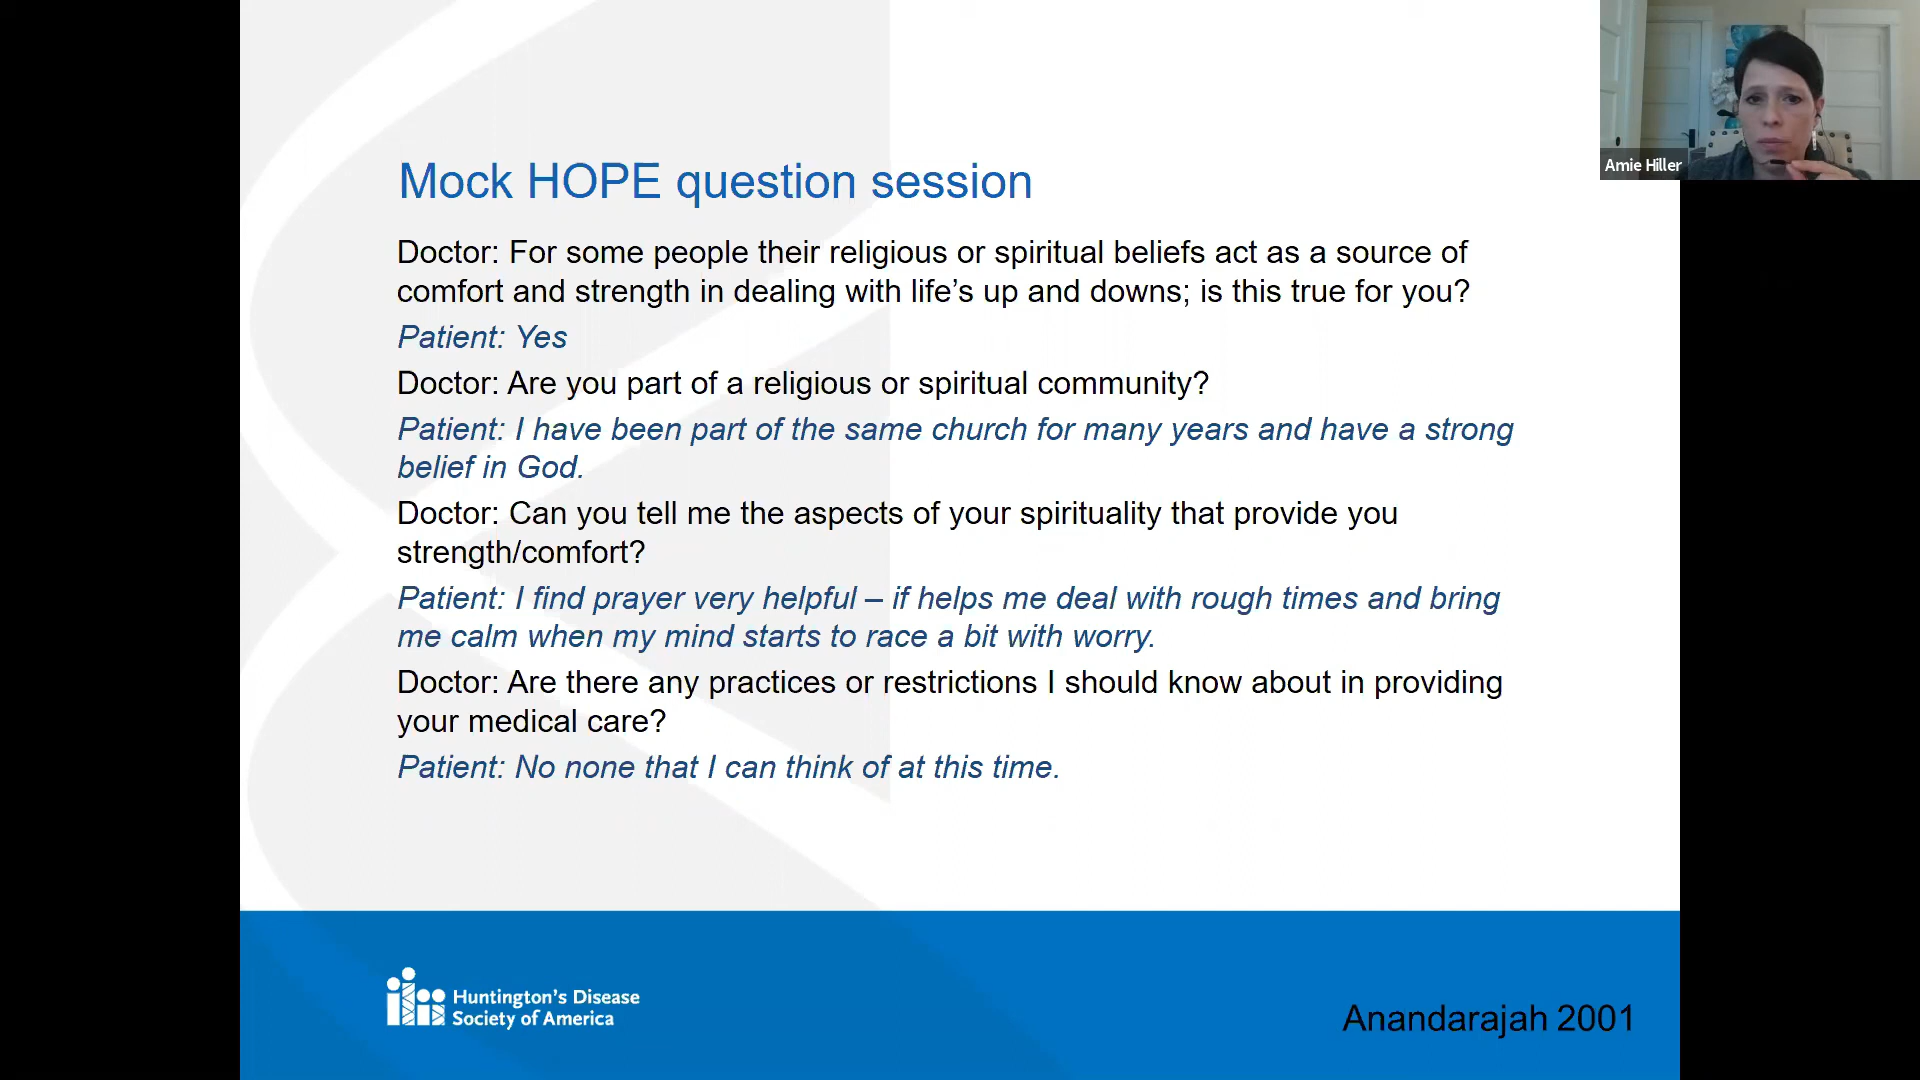 Amie Hiller
Mock HOPE question session
Doctor: For some people their religious or spiritual beliefs act as a source of
comfort and strength in dealing with life’s up and downs; is this true for you?
Patient: Yes
Doctor: Are you part of a religious or spiritual community?
Patient: I have been part of the same church for many years and have a strong
belief in God.
Doctor: Can you tell me the aspects of your spirituality that provide you
strength/comfort?
Patient: I find prayer very helpful – if helps me deal with rough times and bring
me calm when my mind starts to race a bit with worry.
Doctor: Are there any practices or restrictions I should know about in providing
your medical care?
Patient: No none that I can think of at this time.
Huntington’s Disease
Society of America
Anandarajah 2001